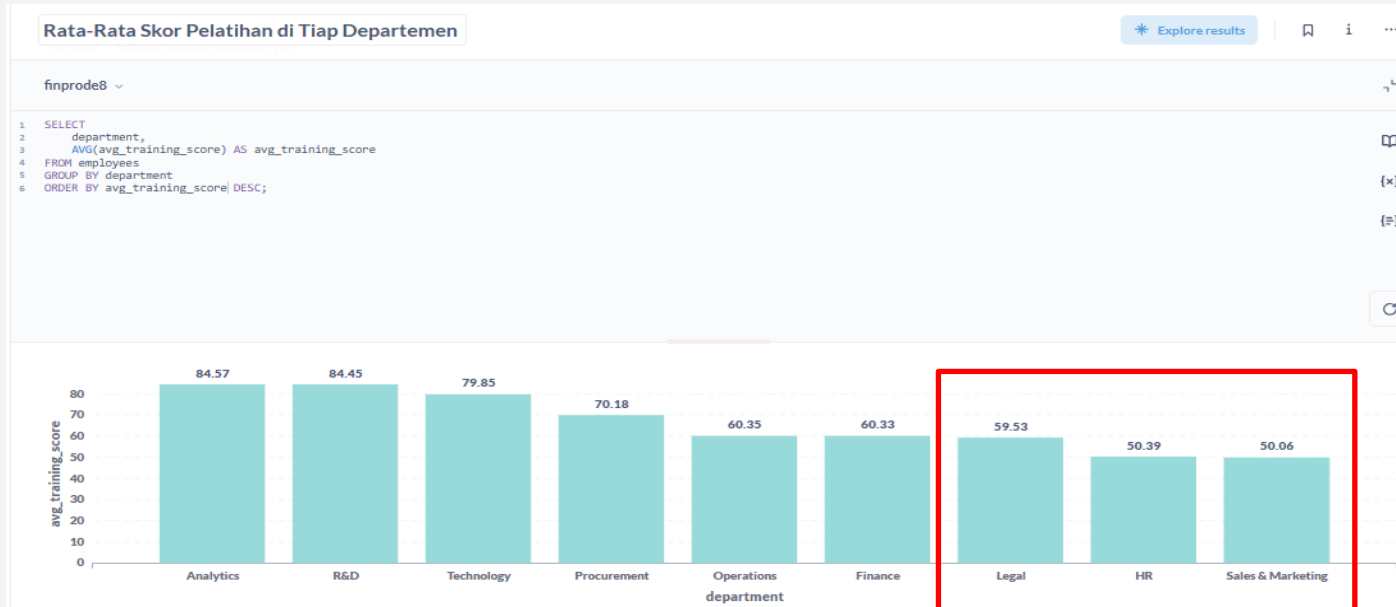 Rata-Rata Skor Pelatihan di Tiap Departemen
Explore results
i
...
finprode8
1 SELECT
2 department,
3 AVG(avg_training_score) AS avg_training_score
4 FROM employees
5 GROUP BY department
6 ORDER BY avg_training_score DESC;
{x}
84.57
84.45
79.85
70.18
60.35
60.33
59.53
50.39
50.06
80
70
60
50
40
30
20
10
0
avg_training_score
Analytics
R&D
Technology
Procurement
Operations
Finance
Legal
HR
Sales & Marketing
department